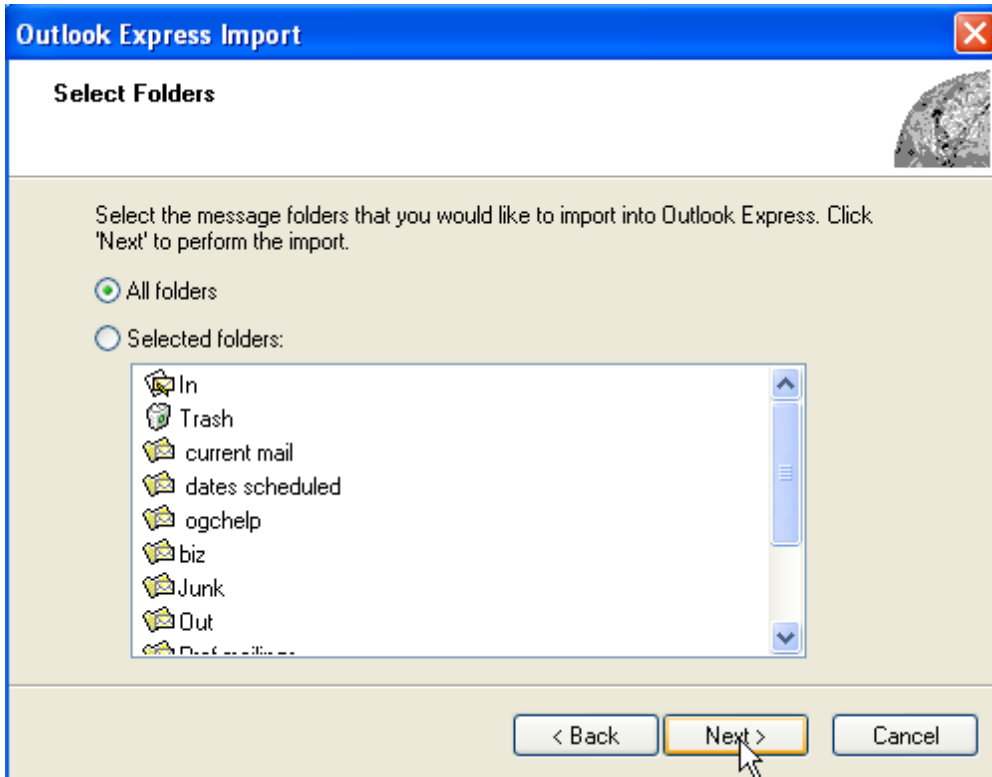 Outlook Express Import
Select Folders
Select the message folders that you would like to import into Outlook Express. Click
'Next' to perform the import.
All folders
Selected folders:
In
Trash
current mail
dates scheduled
ogchelp
biz
Junk
Out
< Back
Next >
Cancel